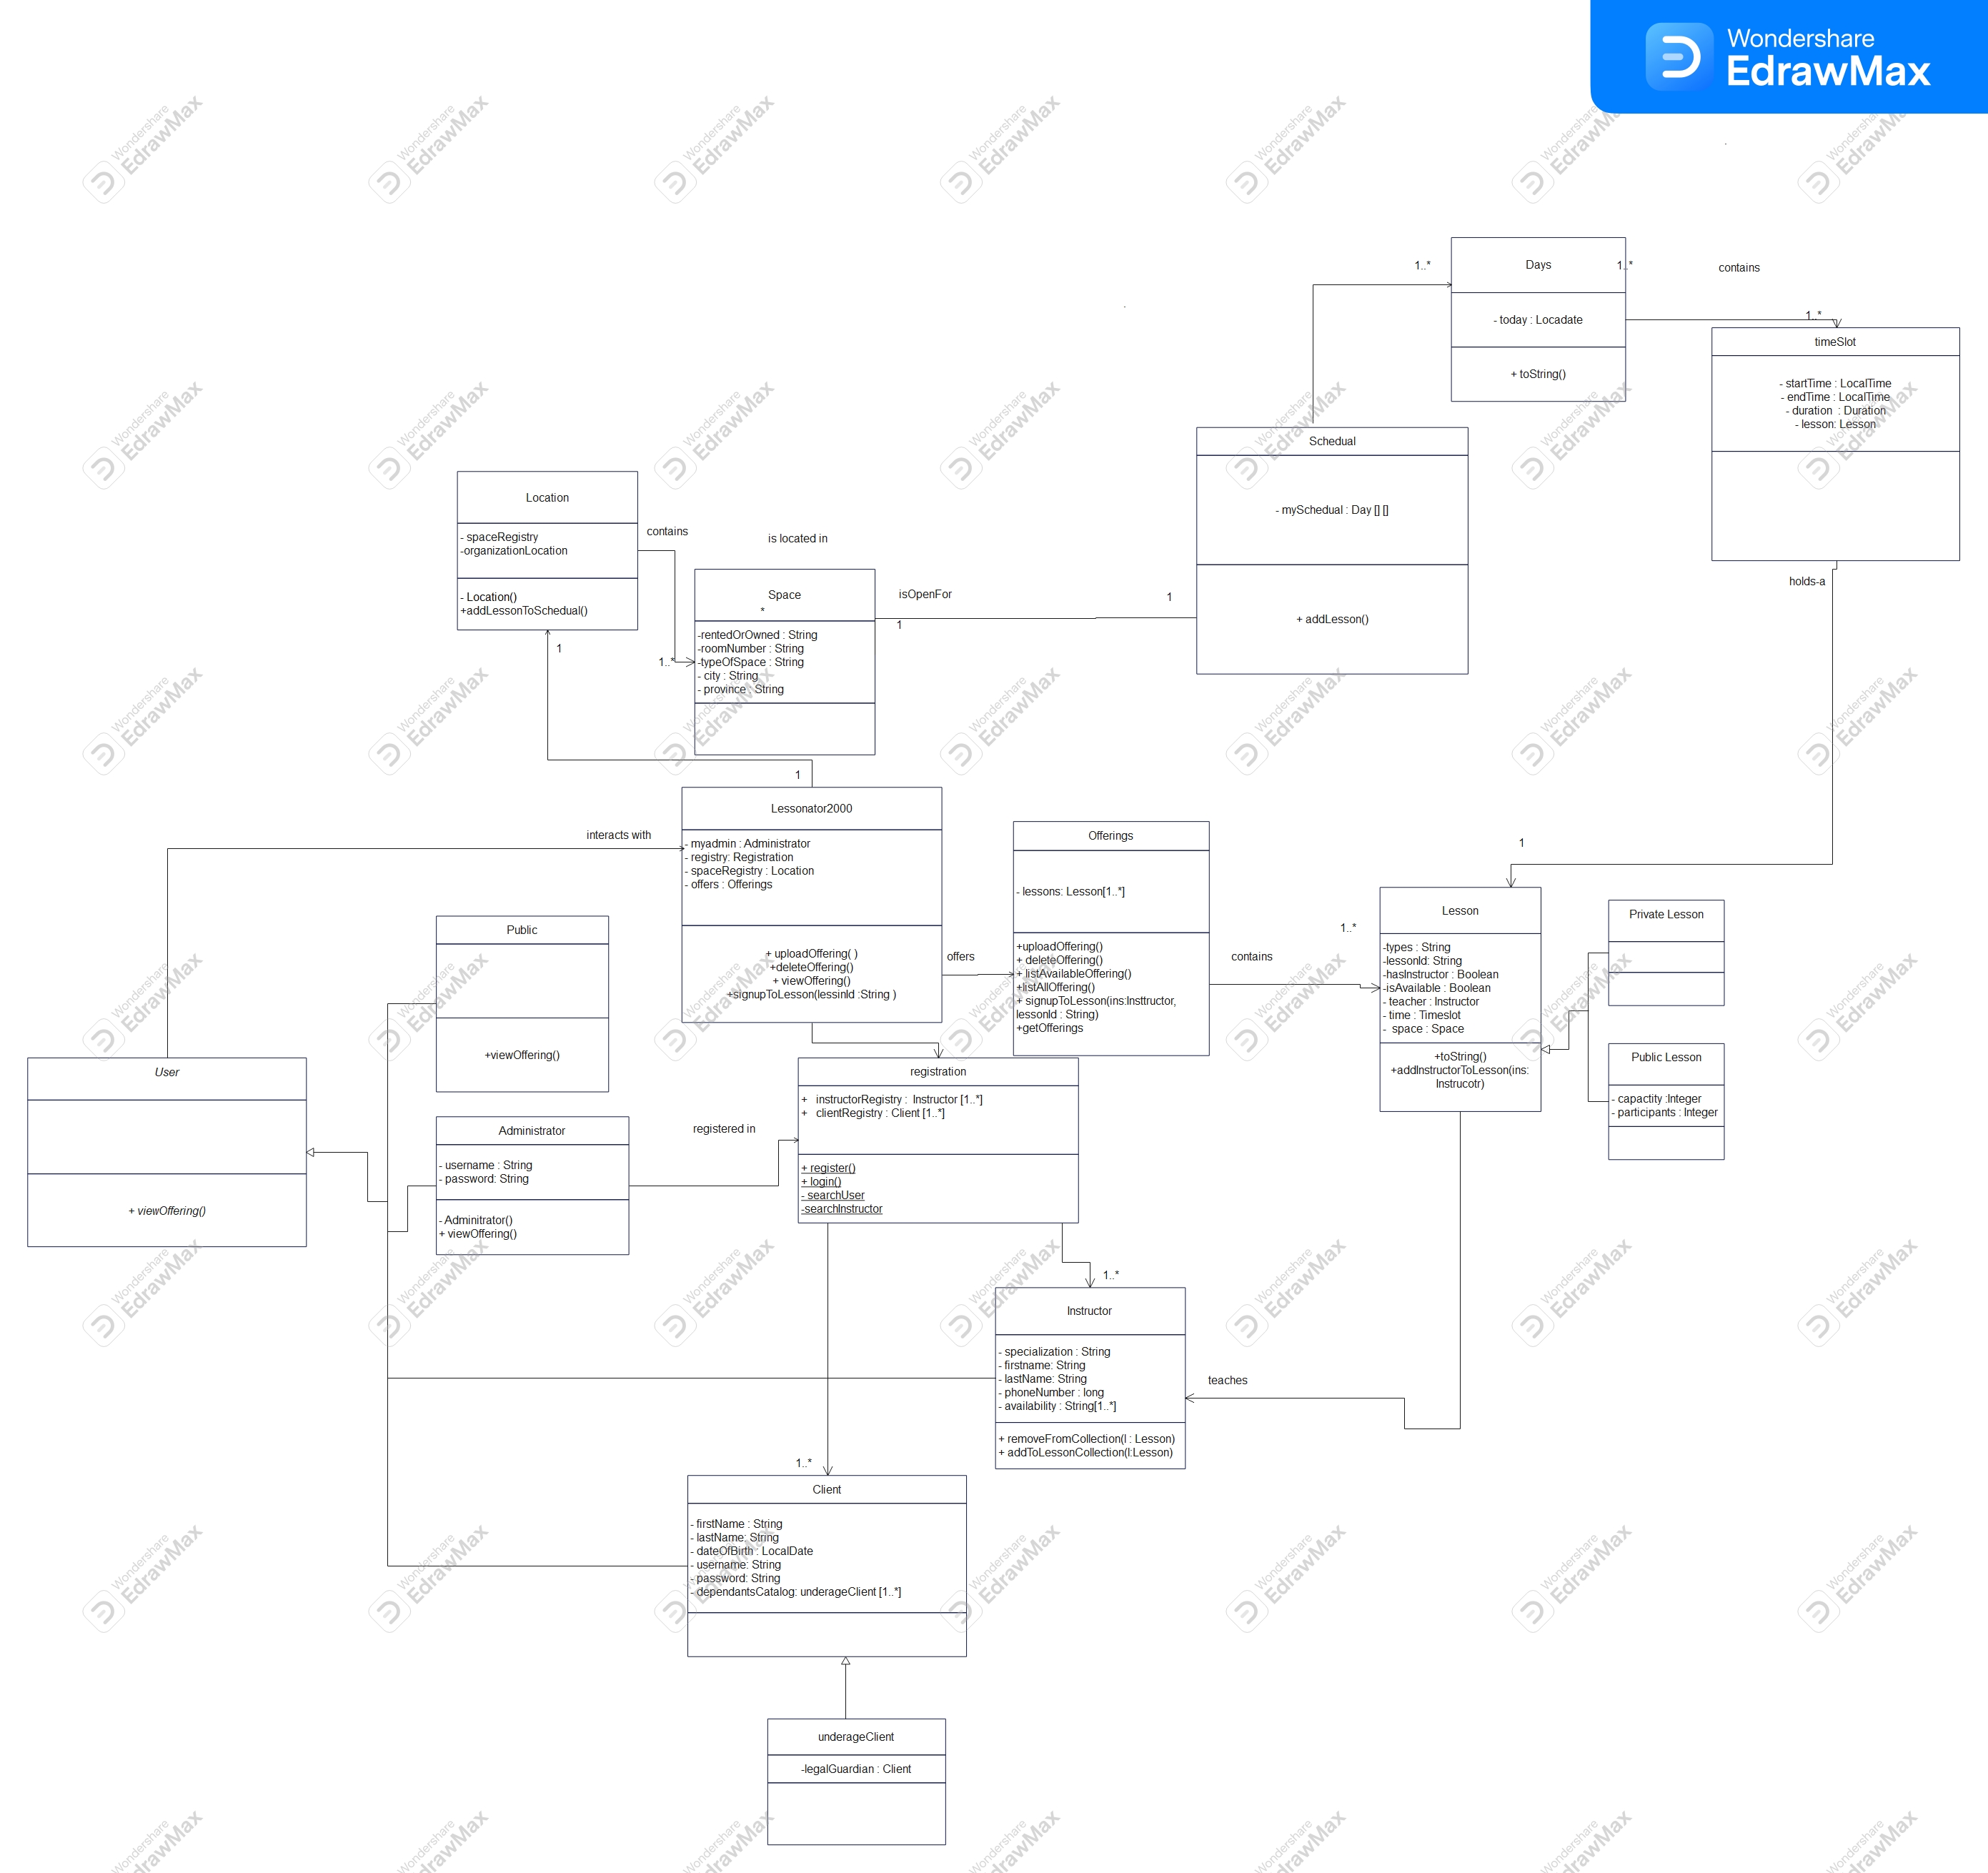 Wondershare
EdrawMax
Days
1..*
1..*
contains
- today : Locadate
+ toString()
1..*
timeSlot
- startTime : LocalTime
- endTime : LocalTime
- duration  : Duration
- lesson: Lesson
holds-a
Schedual
- mySchedual : Day [] []
+ addLesson()
Location
- spaceRegistry
-organizationLocation
- Location()
+addLessonToSchedual()
contains
is located in
1..*
1
Space
*
-rentedOrOwned : String
-roomNumber : String
-typeOfSpace : String
- city : String
- province : String
isOpenFor
1
1
1
Lessonator2000
- myadmin : Administrator
- registry: Registration
- spaceRegistry : Location
- offers : Offerings
+ uploadOffering( )
+deleteOffering()
+ viewOffering()
+signupToLesson(lessinId :String )
interacts with
offers
Offerings
- lessons: Lesson[1..*]
+uploadOffering()
+ deleteOffering()
+ listAvailableOffering()
+listAllOffering()
+ signupToLesson(ins:Insttructor,
lessonId : String)
+getOfferings
contains
1..*
1
Lesson
-types : String
-lessonId: String
-hasInstructor : Boolean
-isAvailable : Boolean
- teacher : Instructor
- time : Timeslot
-  space : Space
+toString()
+addInstructorToLesson(ins:
Instrucotr)
Private Lesson
Public Lesson
- capactity :Integer
- participants : Integer
Public
+viewOffering()
User
+ viewOffering()
Administrator
- username : String
- password: String
- Adminitrator()
+ viewOffering()
registered in
registration
+   instructorRegistry :  Instructor [1..*]
+   clientRegistry : Client [1..*]
+ register()
+ login()
- searchUser
-searchInstructor
1..*
Instructor
- specialization : String
- firstname: String
- lastName: String
- phoneNumber : long
- availability : String[1..*]
+ removeFromCollection(l : Lesson)
+ addToLessonCollection(l:Lesson)
teaches
1..*
Client
- firstName : String
- lastName: String
- dateOfBirth : LocalDate
- username: String
- password: String
- dependantsCatalog: underageClient [1..*]
underageClient
-legalGuardian : Client